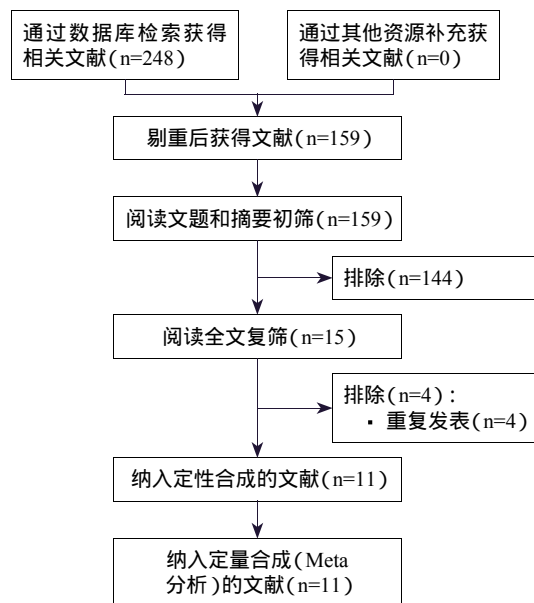 通过数据库检索获得
相关文献(n=248)
通过其他资源补充获
得相关文献(n=0)
剔重后获得文献(n=159)
阅读文题和摘要初筛(n=159)
排除(n=144)
阅读全文复筛(n=15)
排除(n=4)：
▪ 重复发表(n=4)
纳入定性合成的文献(n=11)
纳入定量合成(Meta
分析)的文献(n=11)